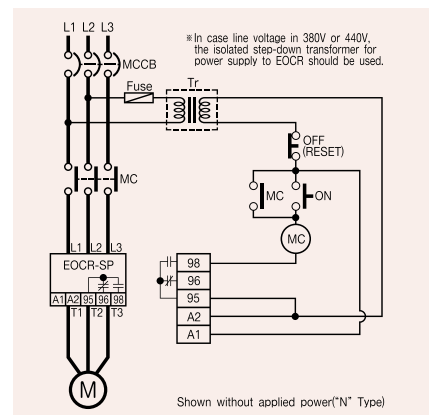 L1 L2 L3
※In case line voltage in 380V or 440V,
the isolated step-down transformer for
power supply to EOCR should be used.
MCCB
Fuse
Tr
OFF
(RESET)
MC
MC
ON
MC
L1 L2 L3
EOCR-SP
A1 A2 95 96 98
T1 T2 T3
98
96
95
A2
A1
M
Shown without applied power("N" Type)